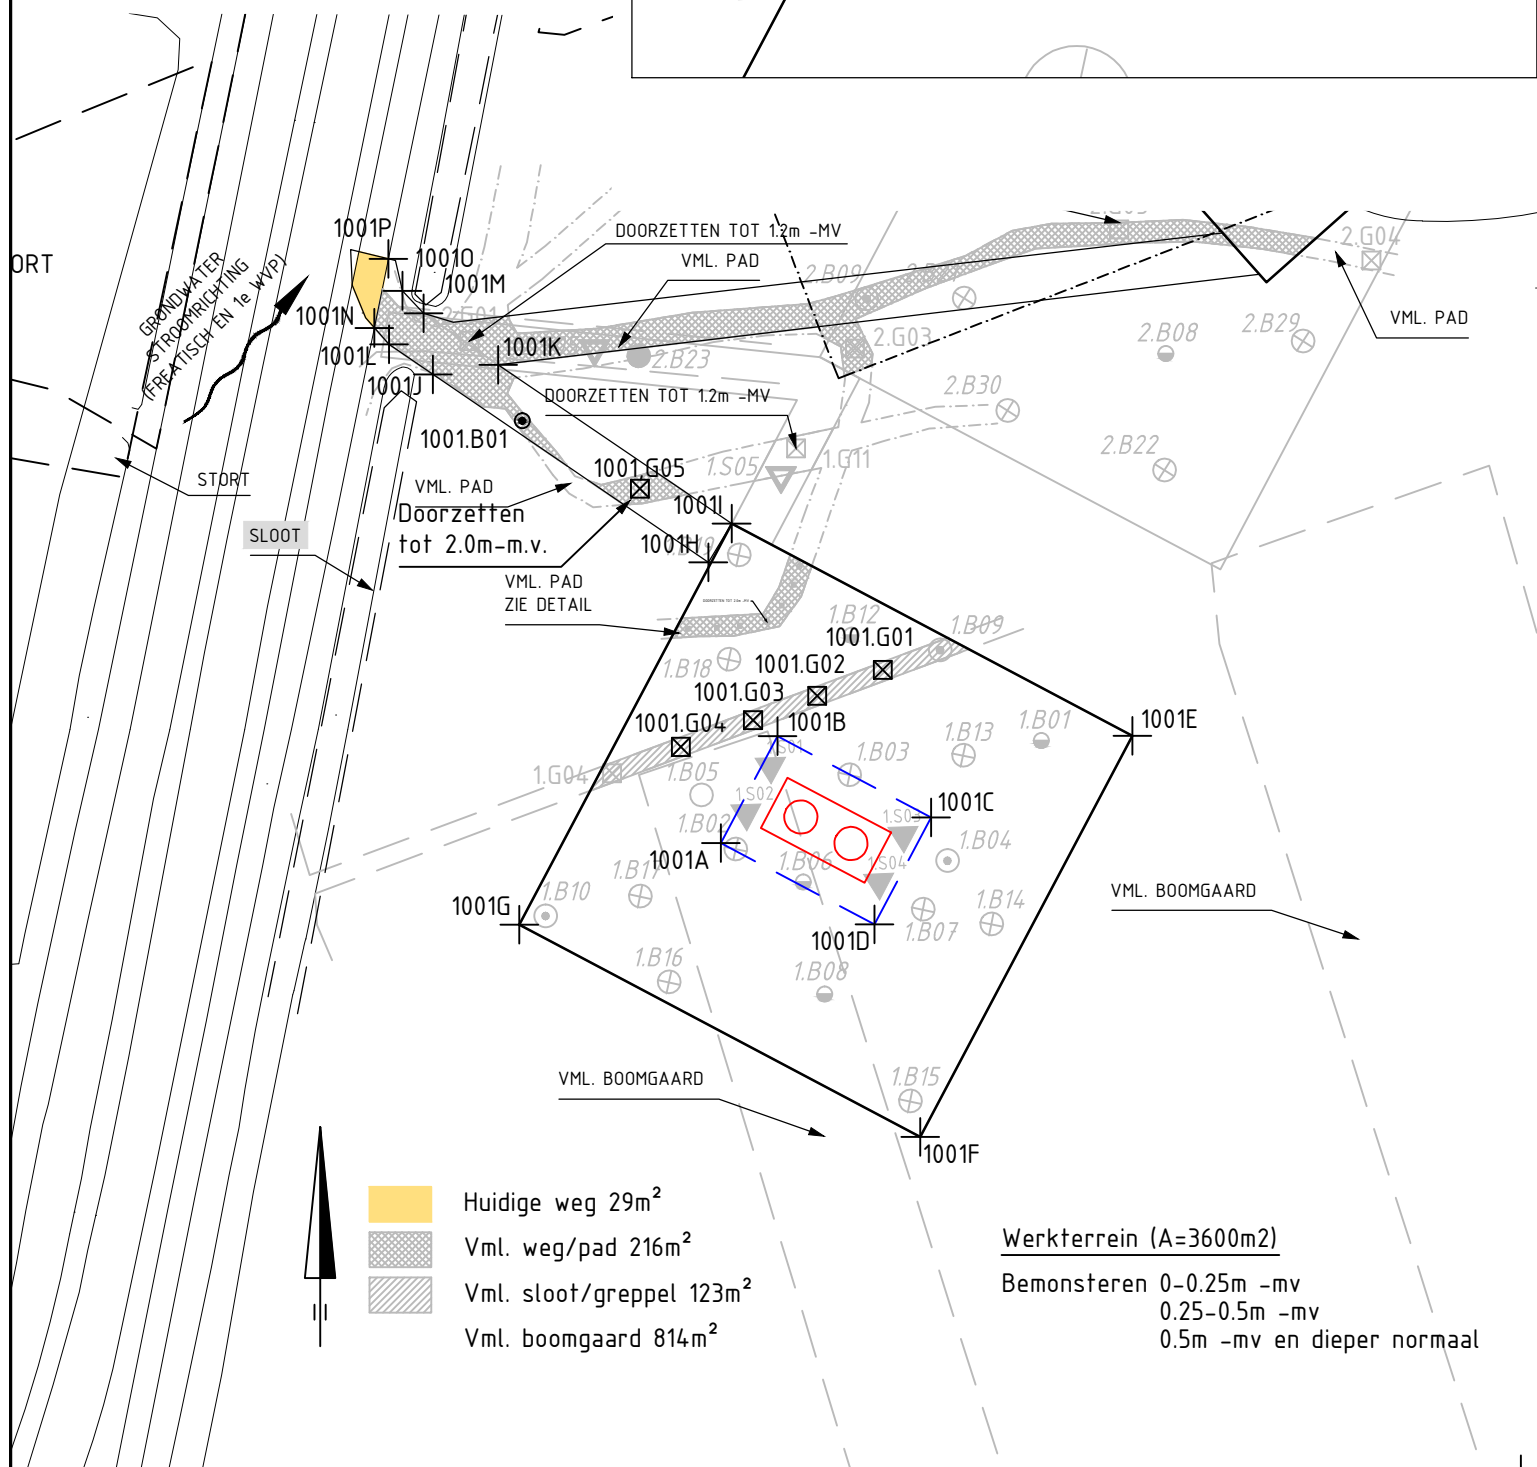 1001P
DOORZETTEN TOT 1.2m -MV
2.G04
ORT
GRONDWATER
STROOMRICHTING
(FREATISCH EN 1e WVP)
1001O
VML. PAD
2.B09
1001M
2.G01
1001N
VML. PAD
2.B08
2.B29
2.G03
1001L
1001K
2.B23
1001J
DOORZETTEN TOT 1.2m -MV
2.B30
1001.B01
2.B22
1001.G05
1.S05
1.G11
STORT
VML. PAD
1001I
Doorzetten
tot 2.0m-m.v.
SLOOT
1001H
VML. PAD
ZIE DETAIL
1.B12
1001.G01
1.B09
1.B18
1001.G02
1001.G03
1001.G04
1001B
1.B01
1001E
1.B13
1.S01
1.B03
1.G04
1.B05
1.S02
1001C
1.B02
1.S03
1.B04
1001A
1.B06
1.S04
1.B17
1.B10
1001G
1.B14
1.B07
1001D
VML. BOOMGAARD
1.B16
1.B08
VML. BOOMGAARD
1.B15
1001F
Huidige weg 29m²
Vml. weg/pad 216m²
Vml. sloot/greppel 123m²
Vml. boomgaard 814m²
Werkterrein (A=3600m2)
Bemonsteren 0-0.25m -mv
0.25-0.5m -mv
0.5m -mv en dieper normaal